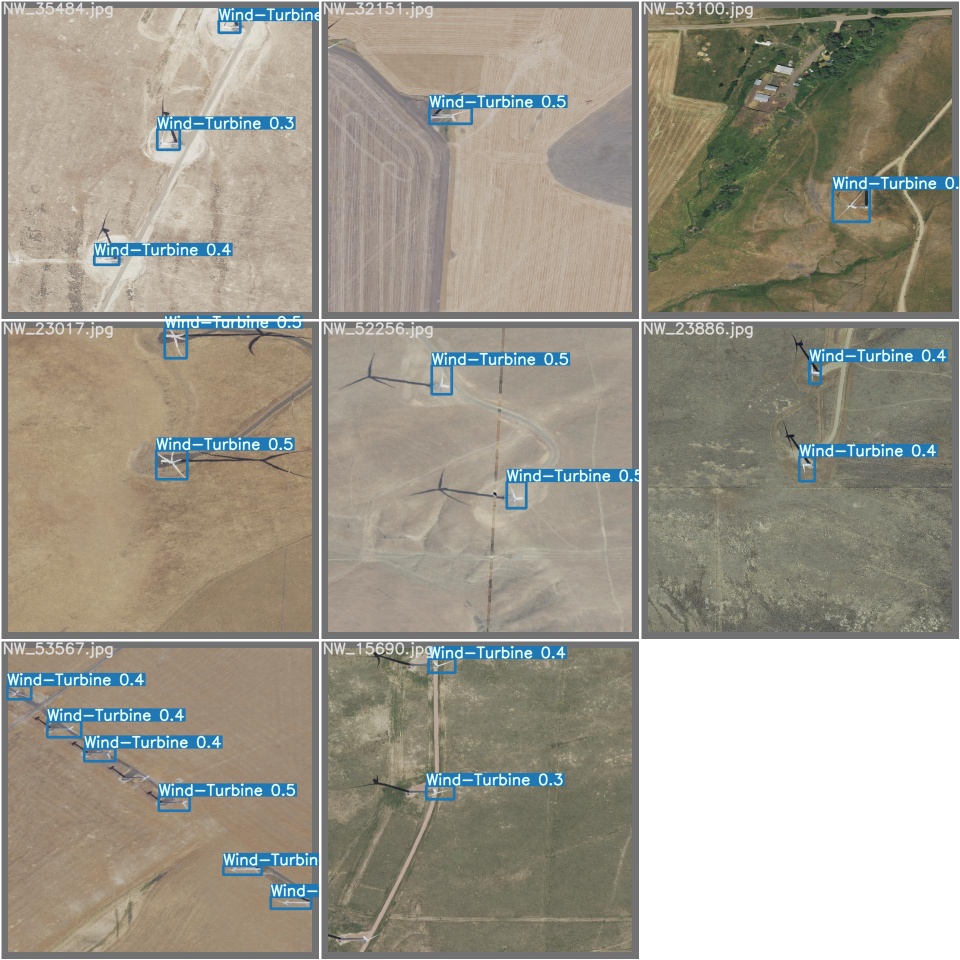 NW_35484.jpg
Wind-Turbine
Wind-Turbine 0.3
Wind-Turbine 0.4
NW_32151.jpg
Wind-Turbine 0.5
NW_53100.jpg
Wind-Turbine 0.
NW_23017.jpg
Wind-Turbine 0.5
Wind-Turbine 0.5
NW_52256.jpg
Wind-Turbine 0.5
Wind-Turbine 0.5
NW_23886.jpg
Wind-Turbine 0.4
Wind-Turbine 0.4
NW_53567.jpg
Wind-Turbine 0.4
Wind-Turbine 0.4
Wind-Turbine 0.4
Wind-Turbine 0.5
Wind-Turbin
Wind-
NW_15690.jpg
Wind-Turbine 0.4
Wind-Turbine 0.3